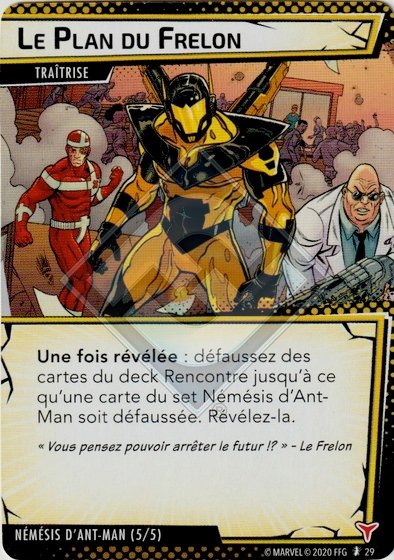 Le Plan du Frelon
TRAÎTRISE
Une fois révélée : défaussez des
cartes du deck Rencontre jusqu'à ce
qu'une carte du set Némésis d'Ant-
Man soit défaussée. Révélez-la.
« Vous pensez pouvoir arrêter le futur !? » - Le Frelon
NÉMÉSIS D'ANT-MAN (5/5)
© MARVEL © 2020 FFG 29